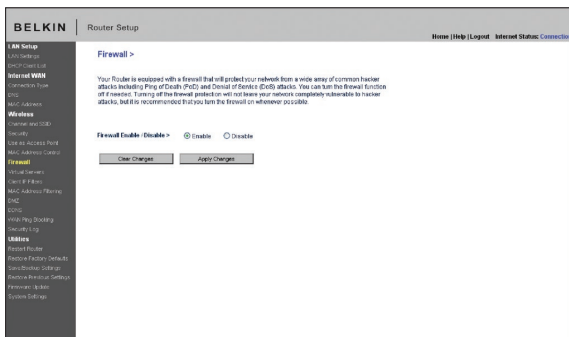 BELKIN
Router Setup
Home | Help | Logout Internet Status: Connection
LAN Setup
LAN Settings
DHCP Client List
Internet WAN
Connection Type
DNS
MAC Address
Wireless
Channel and SSID
Security
Use as Access Point
MAC Address Control
Firewall
Virtual Servers
Client IP Filters
MAC Address Filtering
DMZ
DDNS
WAN Ping Blocking
Security Log
Utilities
Restart Router
Restore Factory Defaults
Save/Backup Settings
Restore Previous Settings
Firmware Update
System Settings
Firewall >
Your Router is equipped with a firewall that will protect your network from a wide array of common hacker
attacks including Ping of Death (PoD) and Denial of Service (DoS) attacks. You can turn the firewall function
off if needed. Turning off the firewall protection will not leave your network completely vulnerable to hacker
attacks, but it is recommended that you turn the firewall on whenever possible.
Firewall Enable / Disable > Enable Disable
Clear Changes Apply Changes